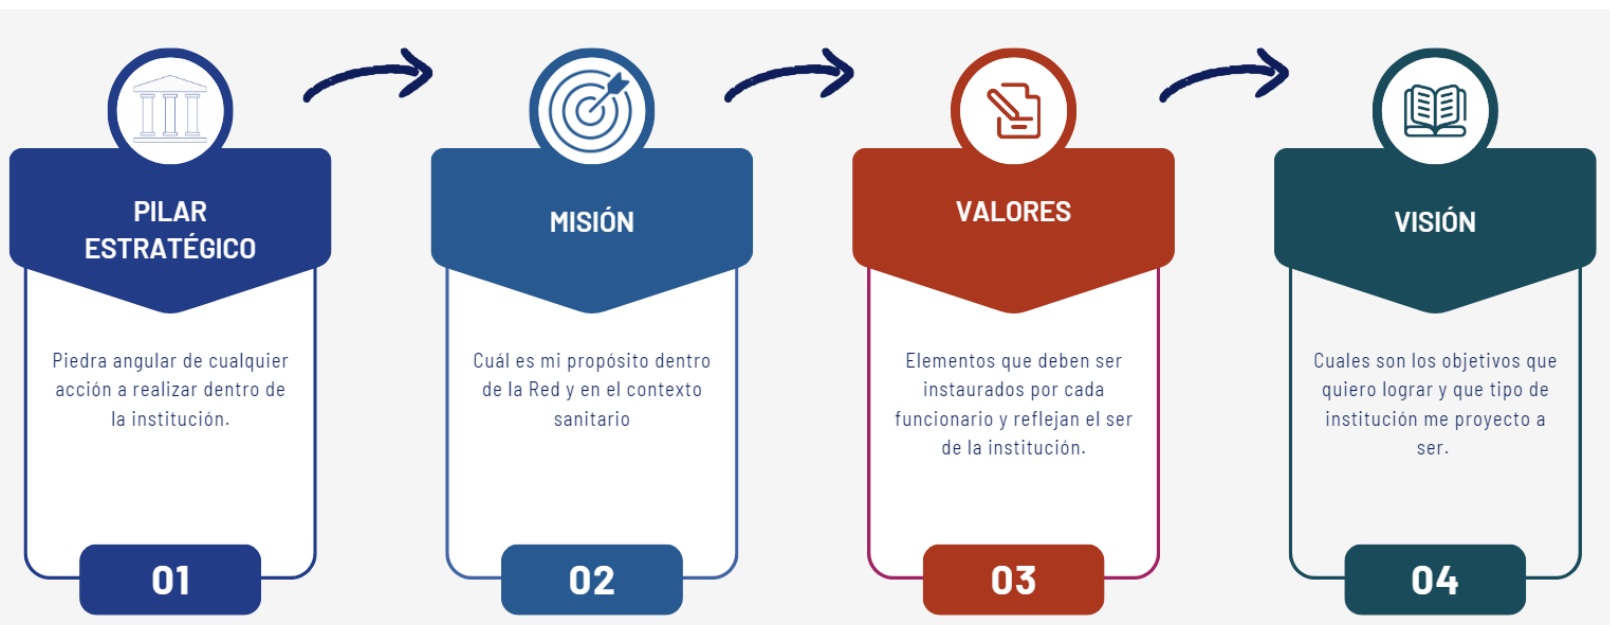 PILAR
ESTRATÉGICO
Piedra angular de cualquier
acción a realizar dentro de
la institución.
01
MISIÓN
Cuál es mi propósito dentro
de la Red y en el contexto
sanitario
02
VALORES
Elementos que deben ser
instaurados por cada
funcionario y reflejan el ser
de la institución.
03
VISIÓN
Cuales son los objetivos que
quiero lograr y que tipo de
institución me proyecto a
ser.
04